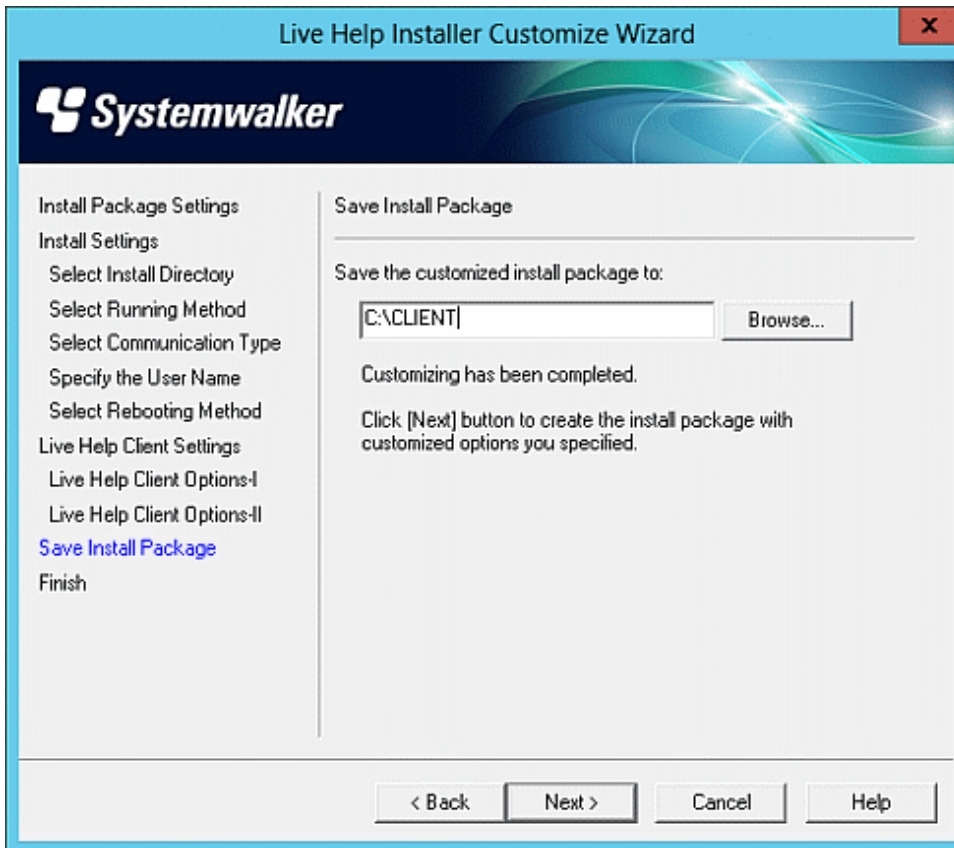 Live Help Installer Customize Wizard
x
Systemwalker
Install Package Settings
Install Settings
Select Install Directory
Select Running Method
Select Communication Type
Specify the User Name
Select Rebooting Method
Live Help Client Settings
Live Help Client Options-I
Live Help Client Options-II
Save Install Package
Finish
Save Install Package
Save the customized install package to:
C:\CLIENT
Browse...
Customizing has been completed.
Click [Next] button to create the install package with
customized options you specified.
< Back
Next >
Cancel
Help